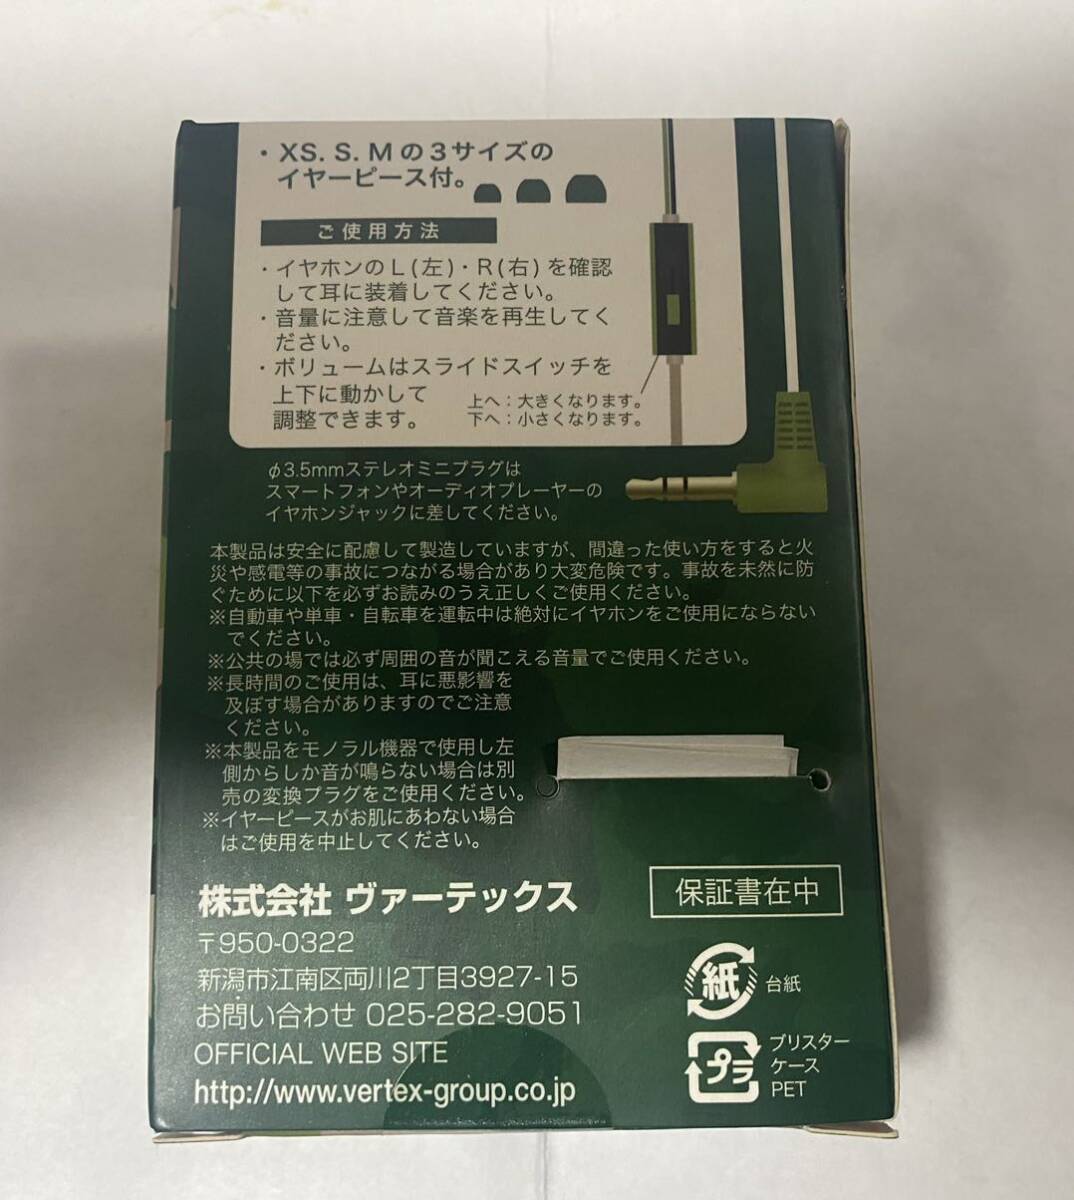 ・XS. S. Mの3サイズの
イヤーピース付。
ご使用方法
・イヤホンのL(左)・R(右)を確認
して耳に装着してください。
・音量に注意して音楽を再生してく
ださい。
・ボリュームはスライドスイッチを
上下に動かして
調整できます。
上へ：大きくなります。
下へ：小さくなります。
φ3.5mmステレオミニプラグは
スマートフォンやオーディオプレーヤーの
イヤホンジャックに差してください。
本製品は安全に配慮して製造していますが、間違った使い方をすると火
災や感電等の事故につながる場合があり大変危険です。事故を未然に防
ぐために以下を必ずお読みのうえ正しくご使用ください。
※自動車や単車・自転車を運転中は絶対にイヤホンをご使用にならない
でください。
※公共の場では必ず周囲の音が聞こえる音量でご使用ください。
※長時間のご使用は、耳に悪影響を
及ぼす場合がありますのでご注意
ください。
※本製品をモノラル機器で使用し左
側からしか音が鳴らない場合は別
売の変換プラグをご使用ください。
※イヤーピースがお肌にあわない場合
はご使用を中止してください。
株式会社 ヴァーテックス
〒950-0322
新潟市江南区両川2丁目3927-15
お問い合わせ 025-282-9051
OFFICIAL WEB SITE
http://www.vertex-group.co.jp
保証書在中
紙
台紙
プラ
ブリスター
ケース
PET